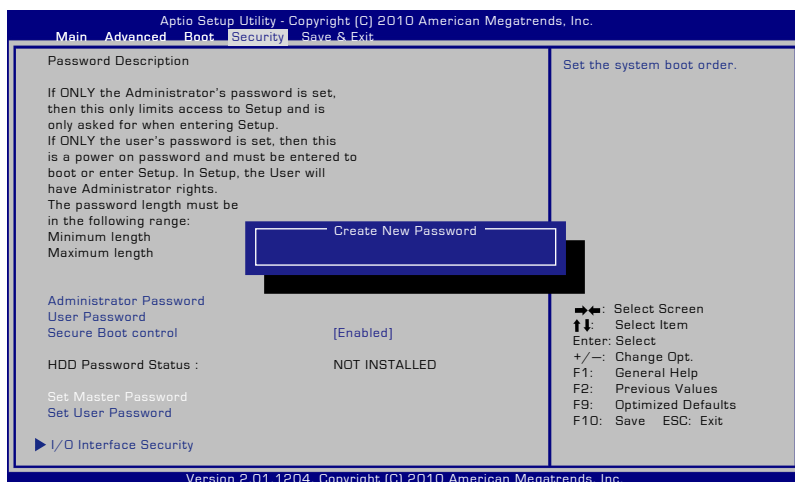 Aptio Setup Utility - Copyright (C) 2010 American Megatrends, Inc.
Main Advanced Boot Security Save & Exit
Password Description
If ONLY the Administrator's password is set,
then this only limits access to Setup and is
only asked for when entering Setup.
If ONLY the user's password is set, then this
is a power on password and must be entered to
boot or enter Setup. In Setup, the User will
have Administrator rights.
The password length must be
in the following range:
Minimum length
Maximum length
Create New Password
Administrator Password
User Password
Secure Boot control [Enabled]
HDD Password Status : NOT INSTALLED
Set Master Password
Set User Password
I/O Interface Security
Set the system boot order.
→←: Select Screen
↑↓: Select Item
Enter: Select
+/—: Change Opt.
F1: General Help
F2: Previous Values
F9: Optimized Defaults
F10: Save ESC: Exit
Version 2.01.1204. Copyright (C) 2010 American Megatrends, Inc.